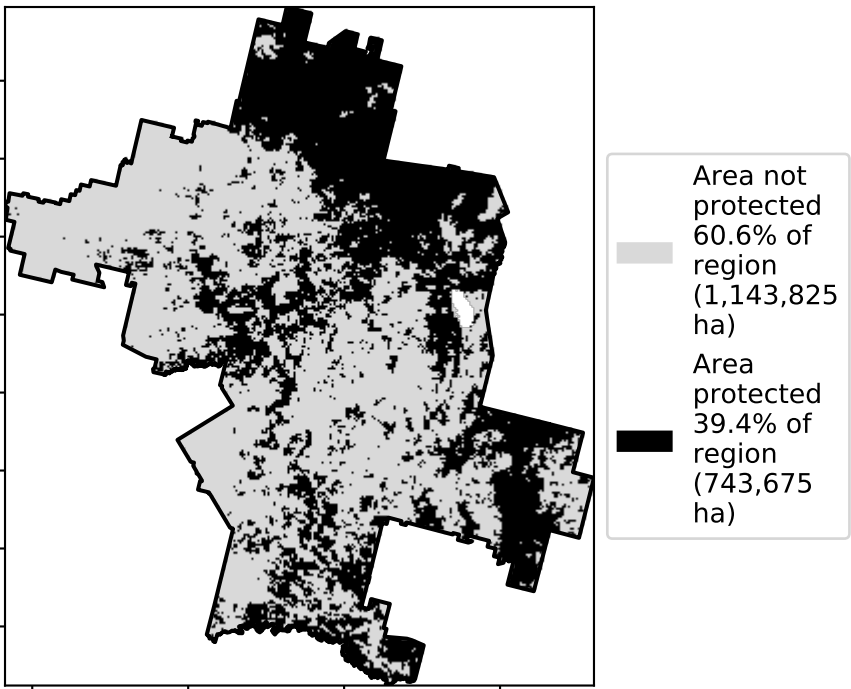 Area not
protected
60.6% of
region
(1,143,825
ha)
Area
protected
39.4% of
region
(743,675
ha)